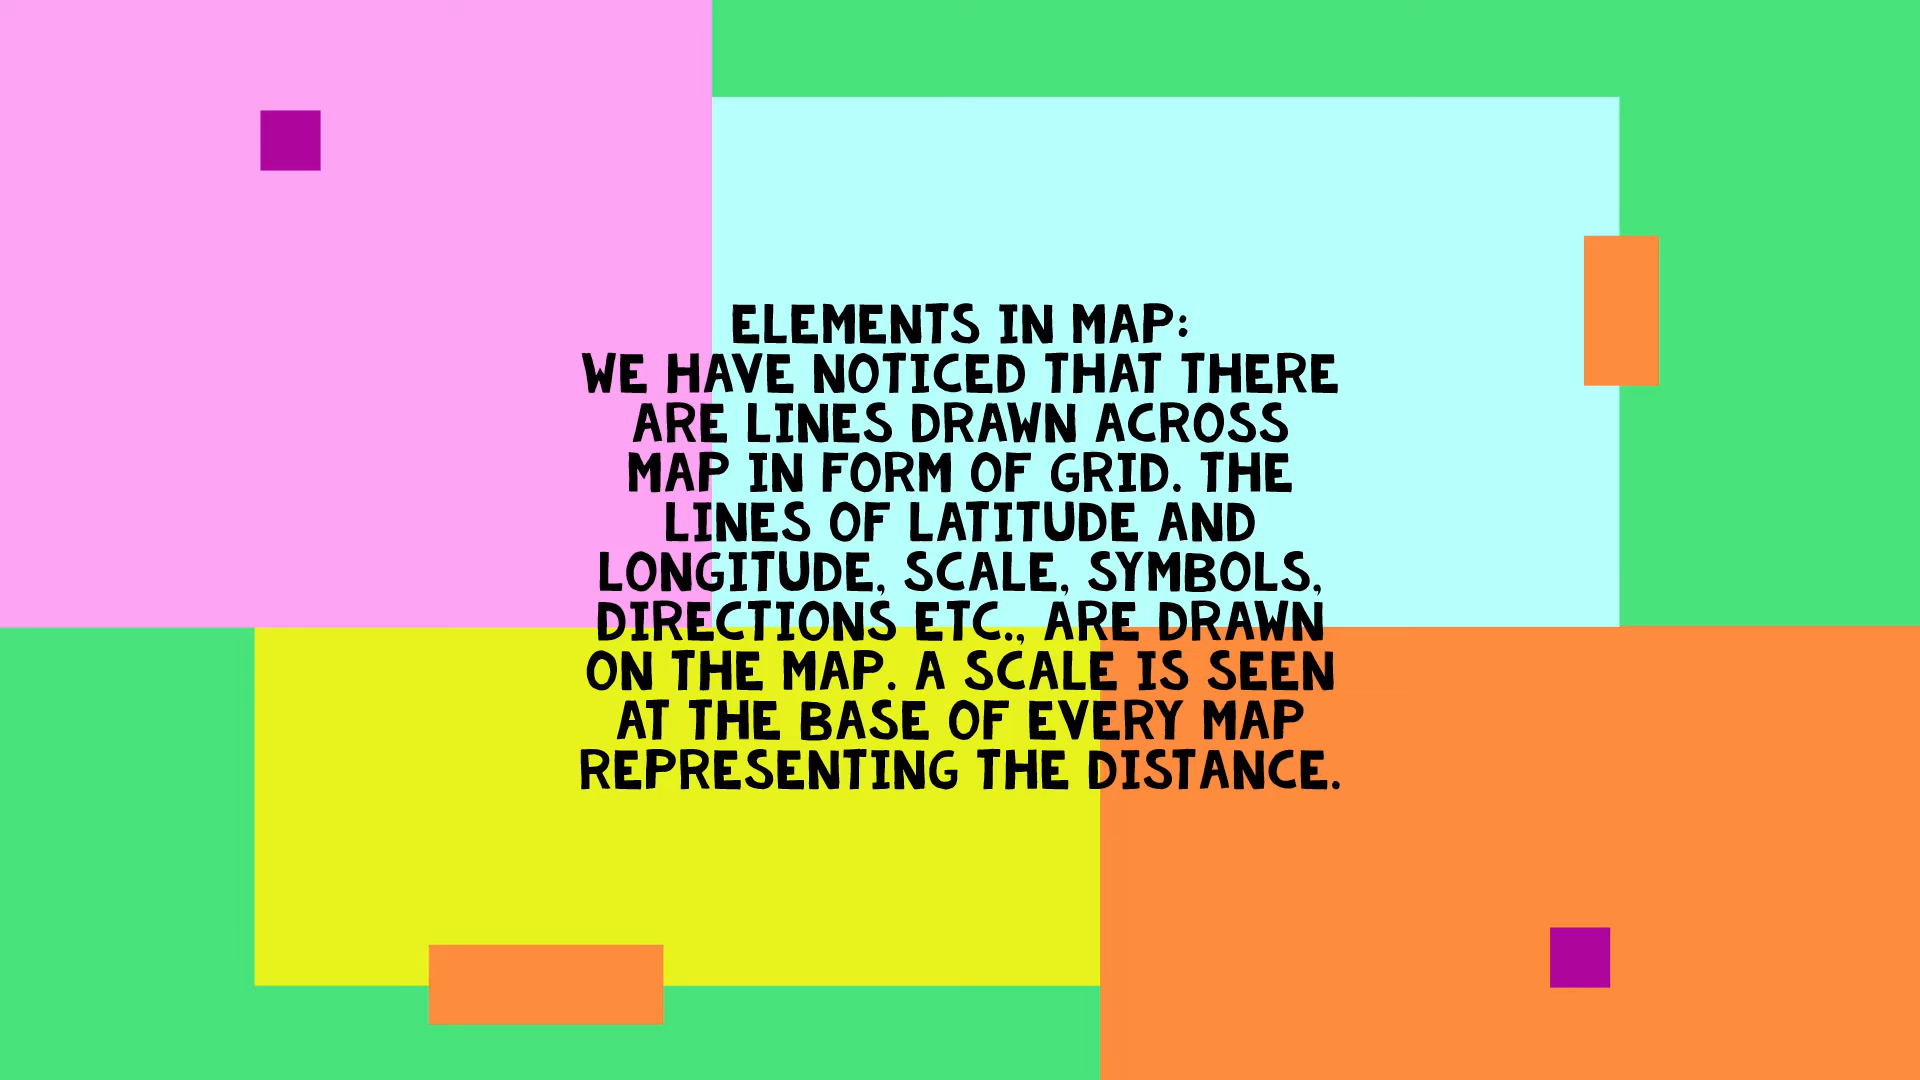 ELEMENTS IN MAP:
WE HAVE NOTICED THAT THERE
ARE LINES DRAWN ACROSS
MAP IN FORM OF GRID. THE
LINES OF LATITUDE AND
LONGITUDE, SCALE, SYMBOLS,
DIRECTIONS ETC., ARE DRAWN
ON THE MAP. A SCALE IS SEEN
AT THE BASE OF EVERY MAP
REPRESENTING THE DISTANCE.